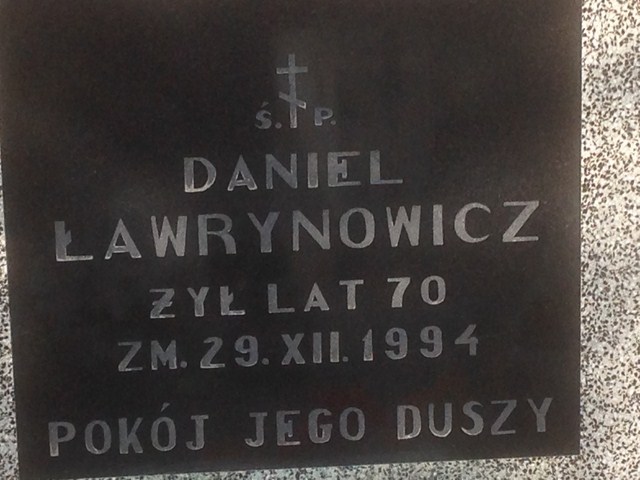 Ś. P.
DANIEL
ŁAWRYNOWICZ
ŻYŁ LAT 70
ZM. 29. XII. 1994
POKÓJ JEGO DUSZY